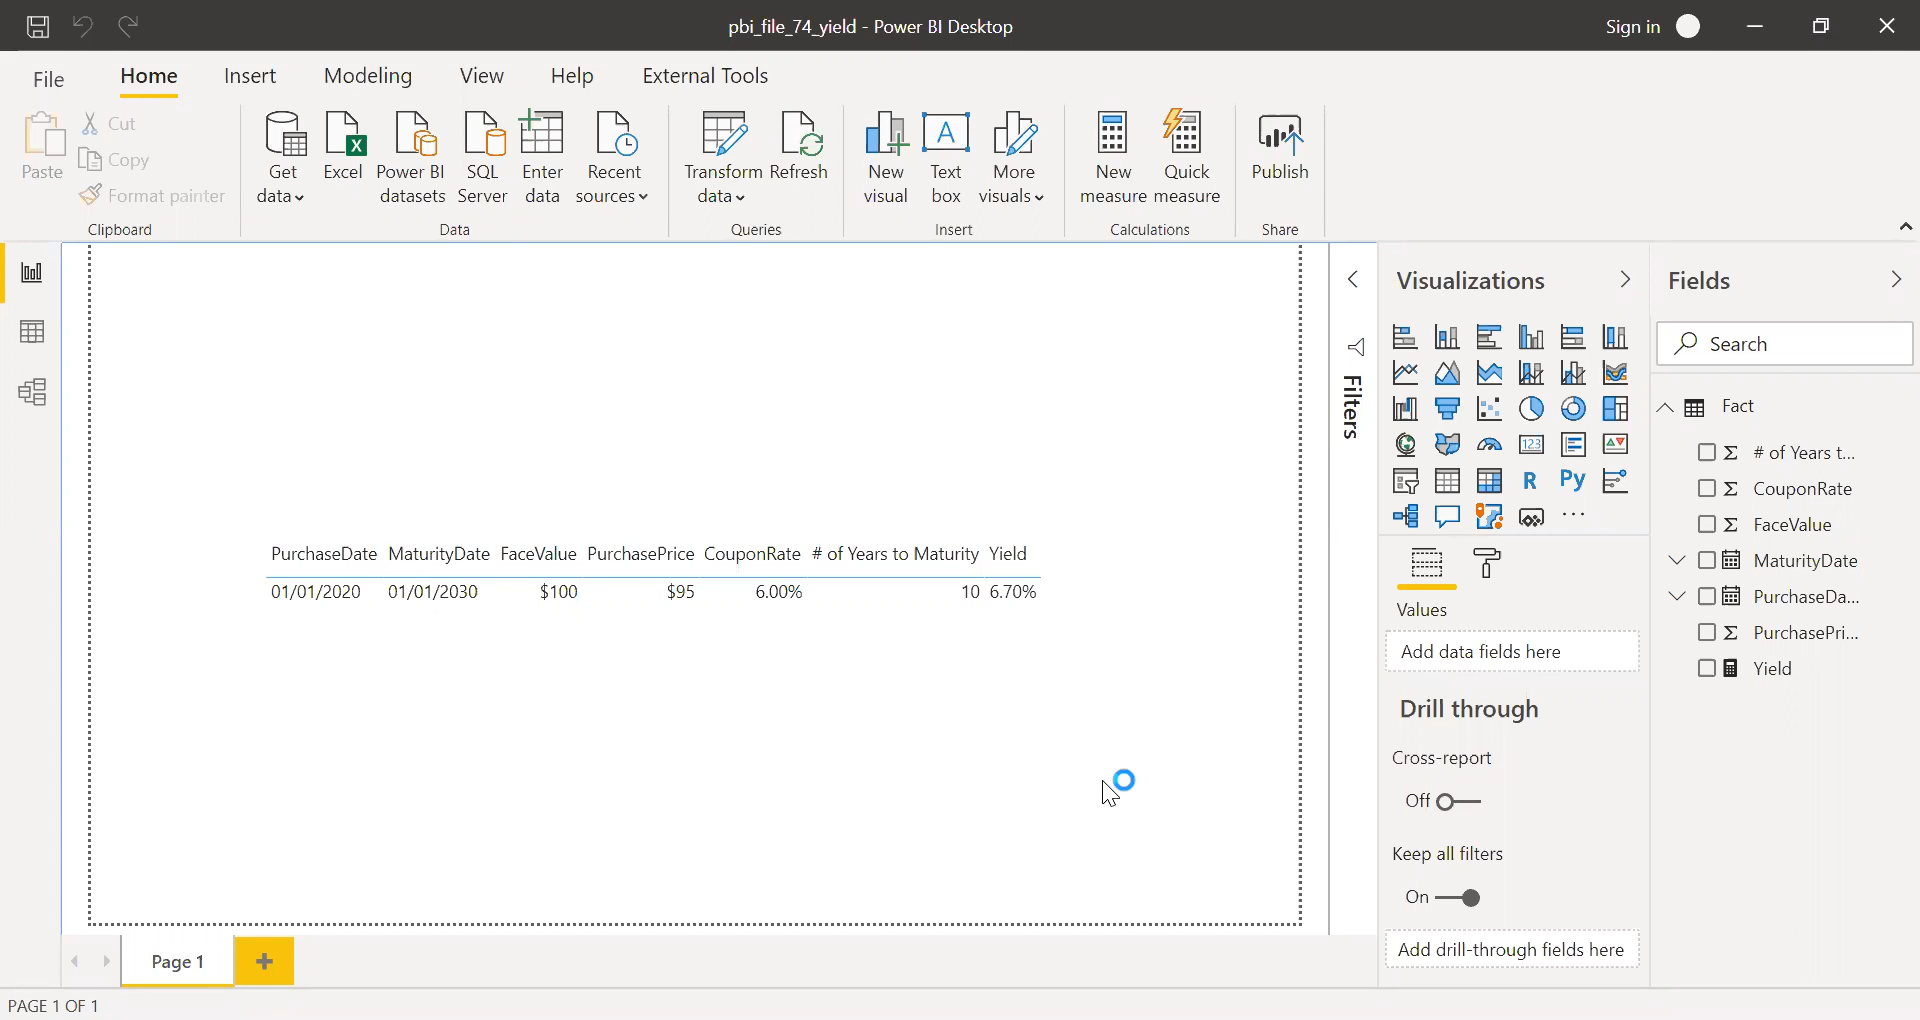 pbi_file_74_yield - Power BI Desktop
Sign in
File Home Insert Modeling View Help External Tools
Paste
Cut
Copy
Format painter
Clipboard
Get data
Excel
Power BI datasets
SQL Server
Enter data
Recent sources
Data
Transform data
Refresh
Queries
New visual
Text box
More visuals
Insert
New measure
Quick measure
Calculations
Publish
Share
PurchaseDate MaturityDate FaceValue PurchasePrice CouponRate # of Years to Maturity Yield
01/01/2020 01/01/2030 $100 $95 6.00% 10 6.70%
Filters
Visualizations
123
R
Py
Values
Add data fields here
Drill through
Cross-report
Off
Keep all filters
On
Add drill-through fields here
Fields
Search
Fact
# of Years t...
CouponRate
FaceValue
MaturityDate
PurchaseDa...
PurchasePri...
Yield
Page 1
PAGE 1 OF 1